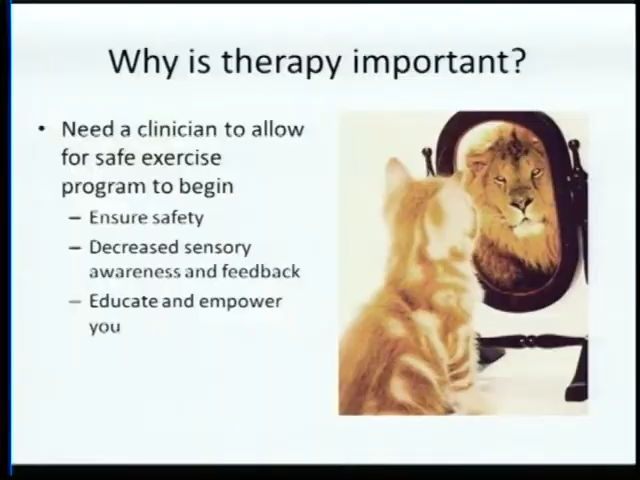 Why is therapy important?
• Need a clinician to allow
for safe exercise
program to begin
– Ensure safety
– Decreased sensory
awareness and feedback
– Educate and empower
you